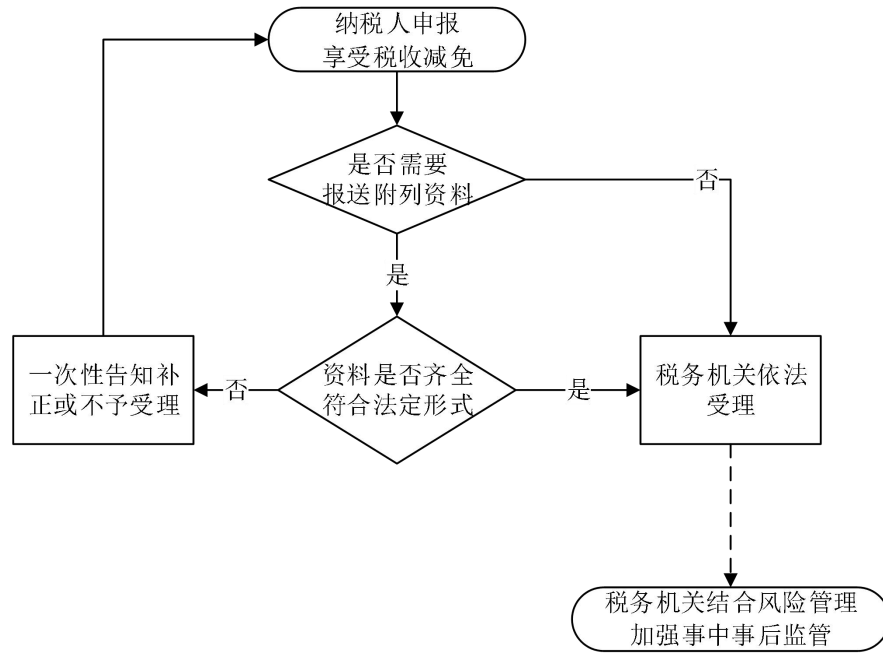 纳税人申报
享受税收减免
是否需要
报送附列资料
否
是
一次性告知补
正或不予受理
否
资料是否齐全
符合法定形式
是
税务机关依法
受理
税务机关结合风险管理
加强事中事后监管